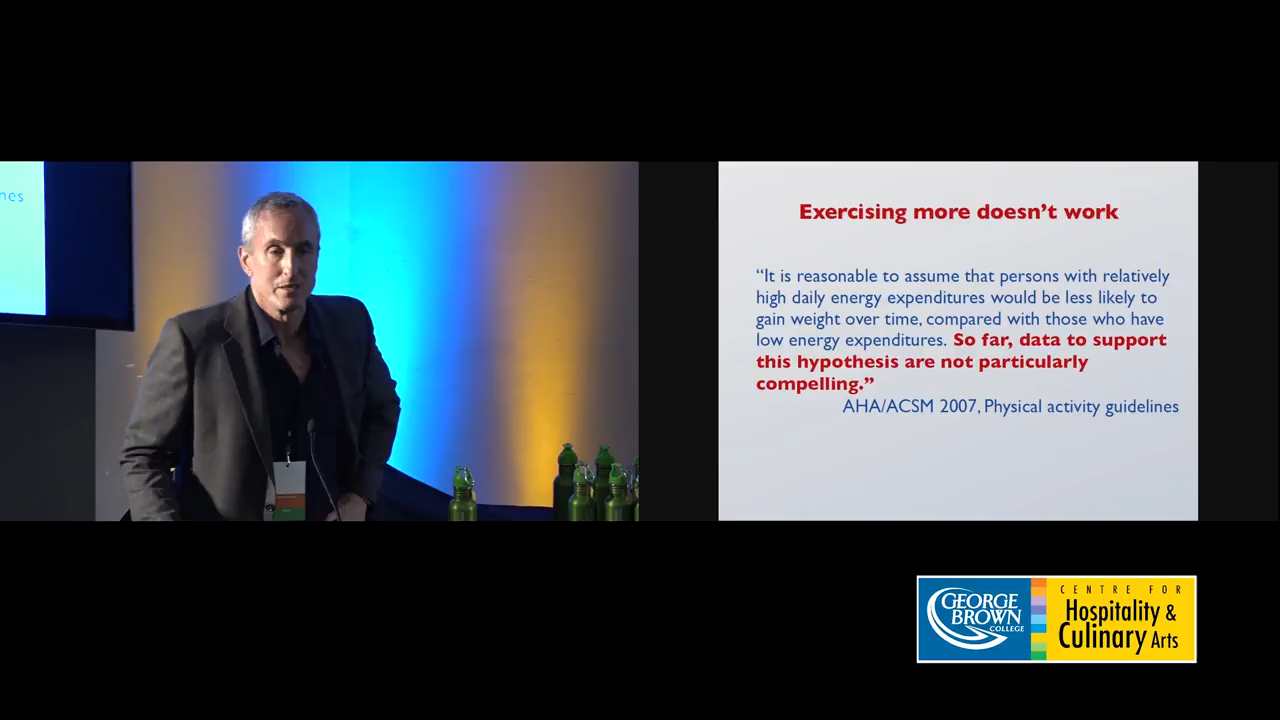 nes
Exercising more doesn't work
“It is reasonable to assume that persons with relatively
high daily energy expenditures would be less likely to
gain weight over time, compared with those who have
low energy expenditures. So far, data to support
this hypothesis are not particularly
compelling.”
AHA/ACSM 2007, Physical activity guidelines
GEORGE
BROWN
COLLEGE
CENTRE FOR
Hospitality &
Culinary Arts